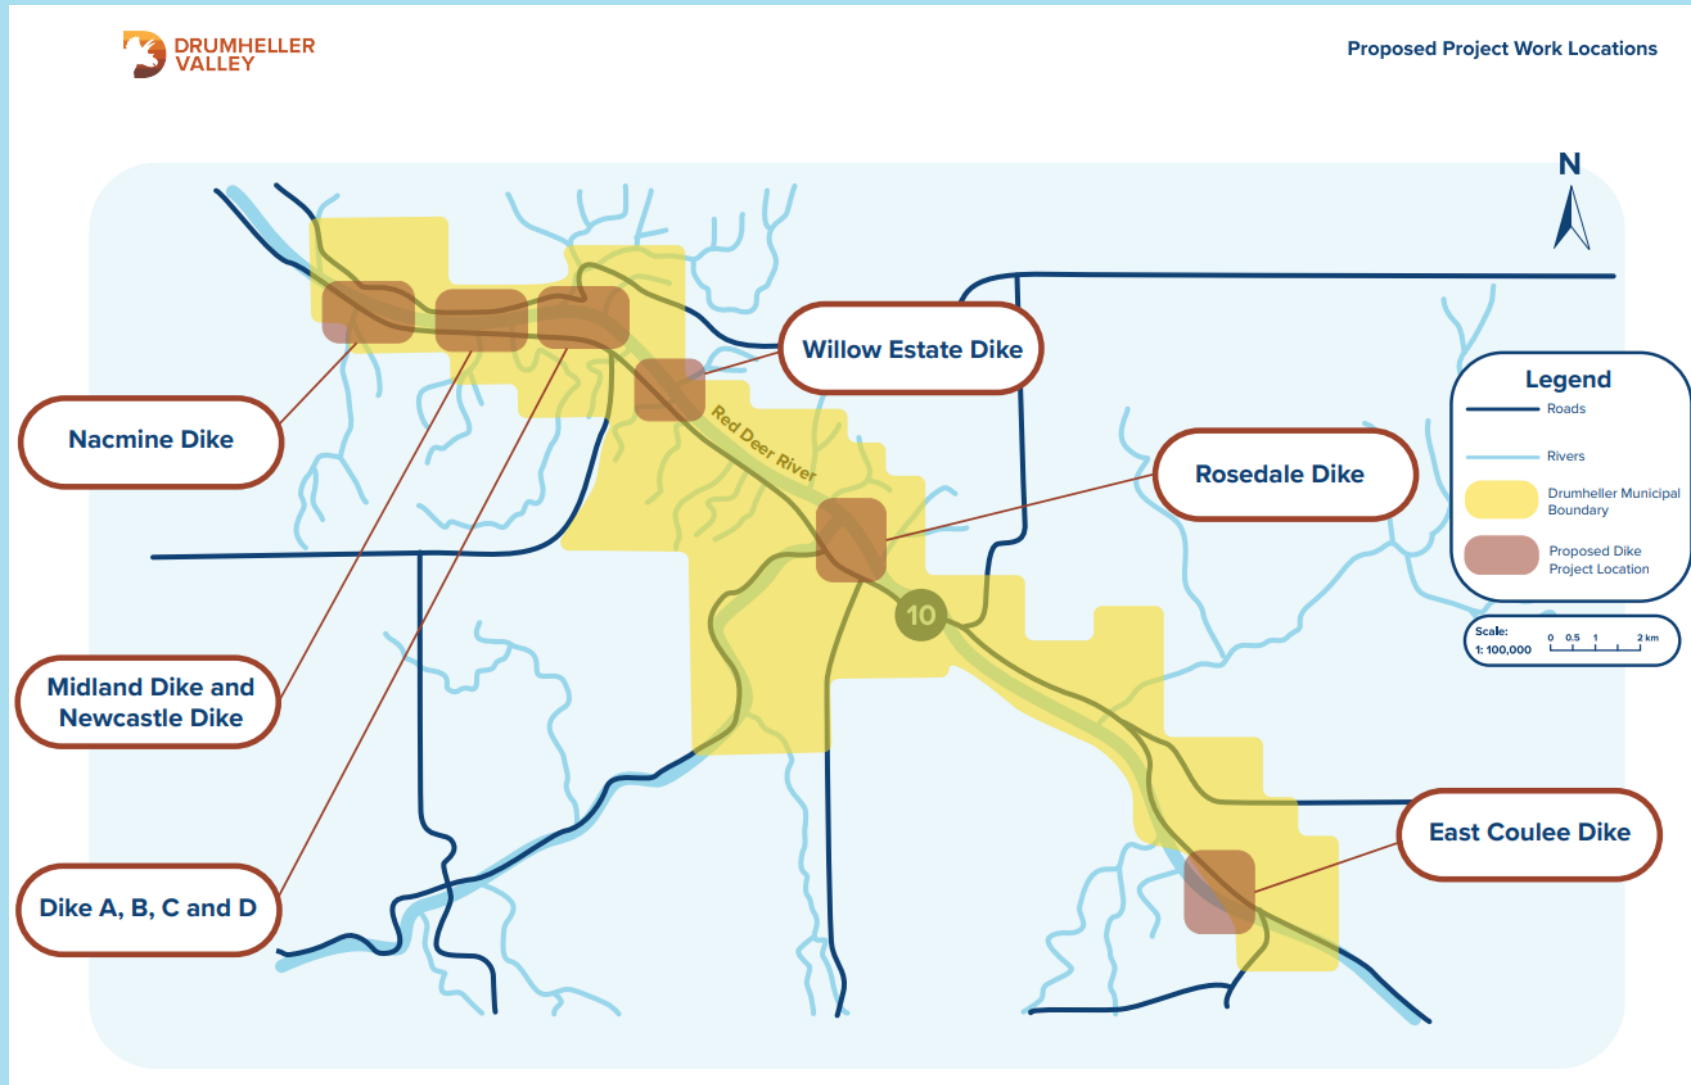 DRUMHELLER
VALLEY
Proposed Project Work Locations
N
Willow Estate Dike
Nacmine Dike
Red Deer River
Rosedale Dike
Legend
Roads
Rivers
Drumheller Municipal
Boundary
Proposed Dike
Project Location
10
Scale:
1: 100,000
0 0.5 1 2 km
Midland Dike and
Newcastle Dike
East Coulee Dike
Dike A, B, C and D